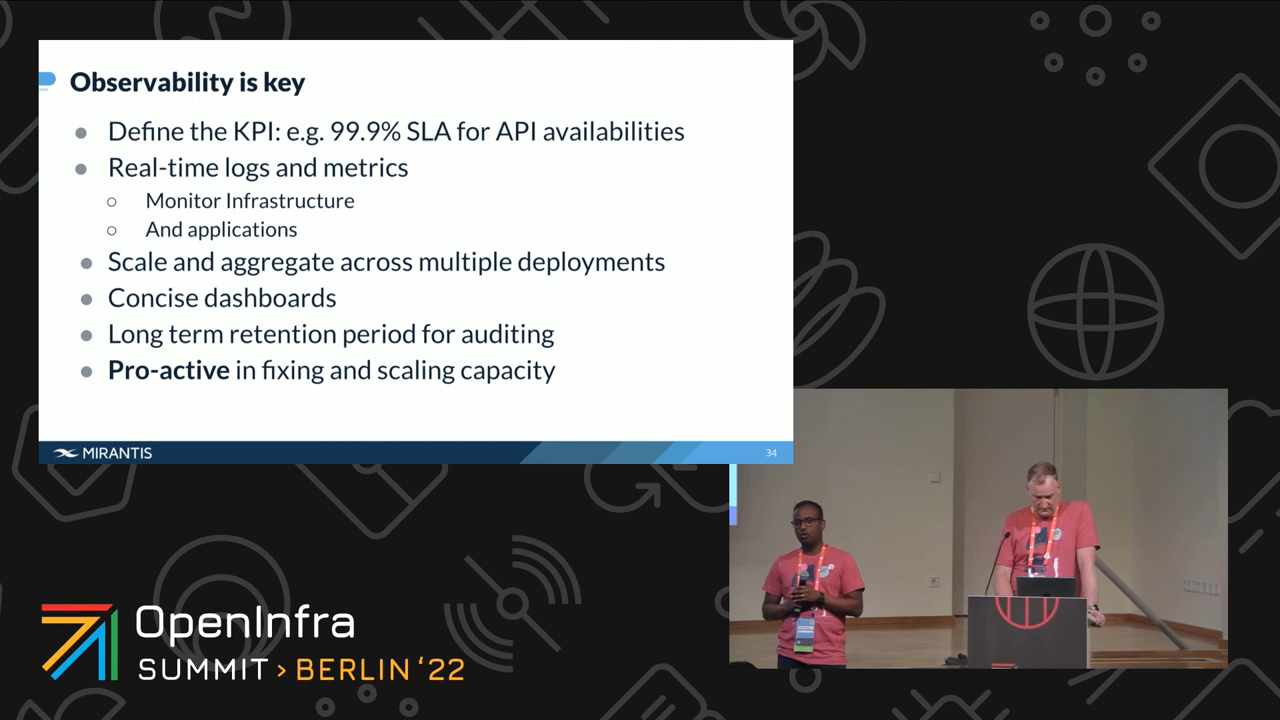 Observability is key
● Define the KPI: e.g. 99.9% SLA for API availabilities
● Real-time logs and metrics
○ Monitor Infrastructure
○ And applications
● Scale and aggregate across multiple deployments
● Concise dashboards
● Long term retention period for auditing
● Pro-active in fixing and scaling capacity
MIRANTIS
34
OpenInfra
SUMMIT > BERLIN ‘22